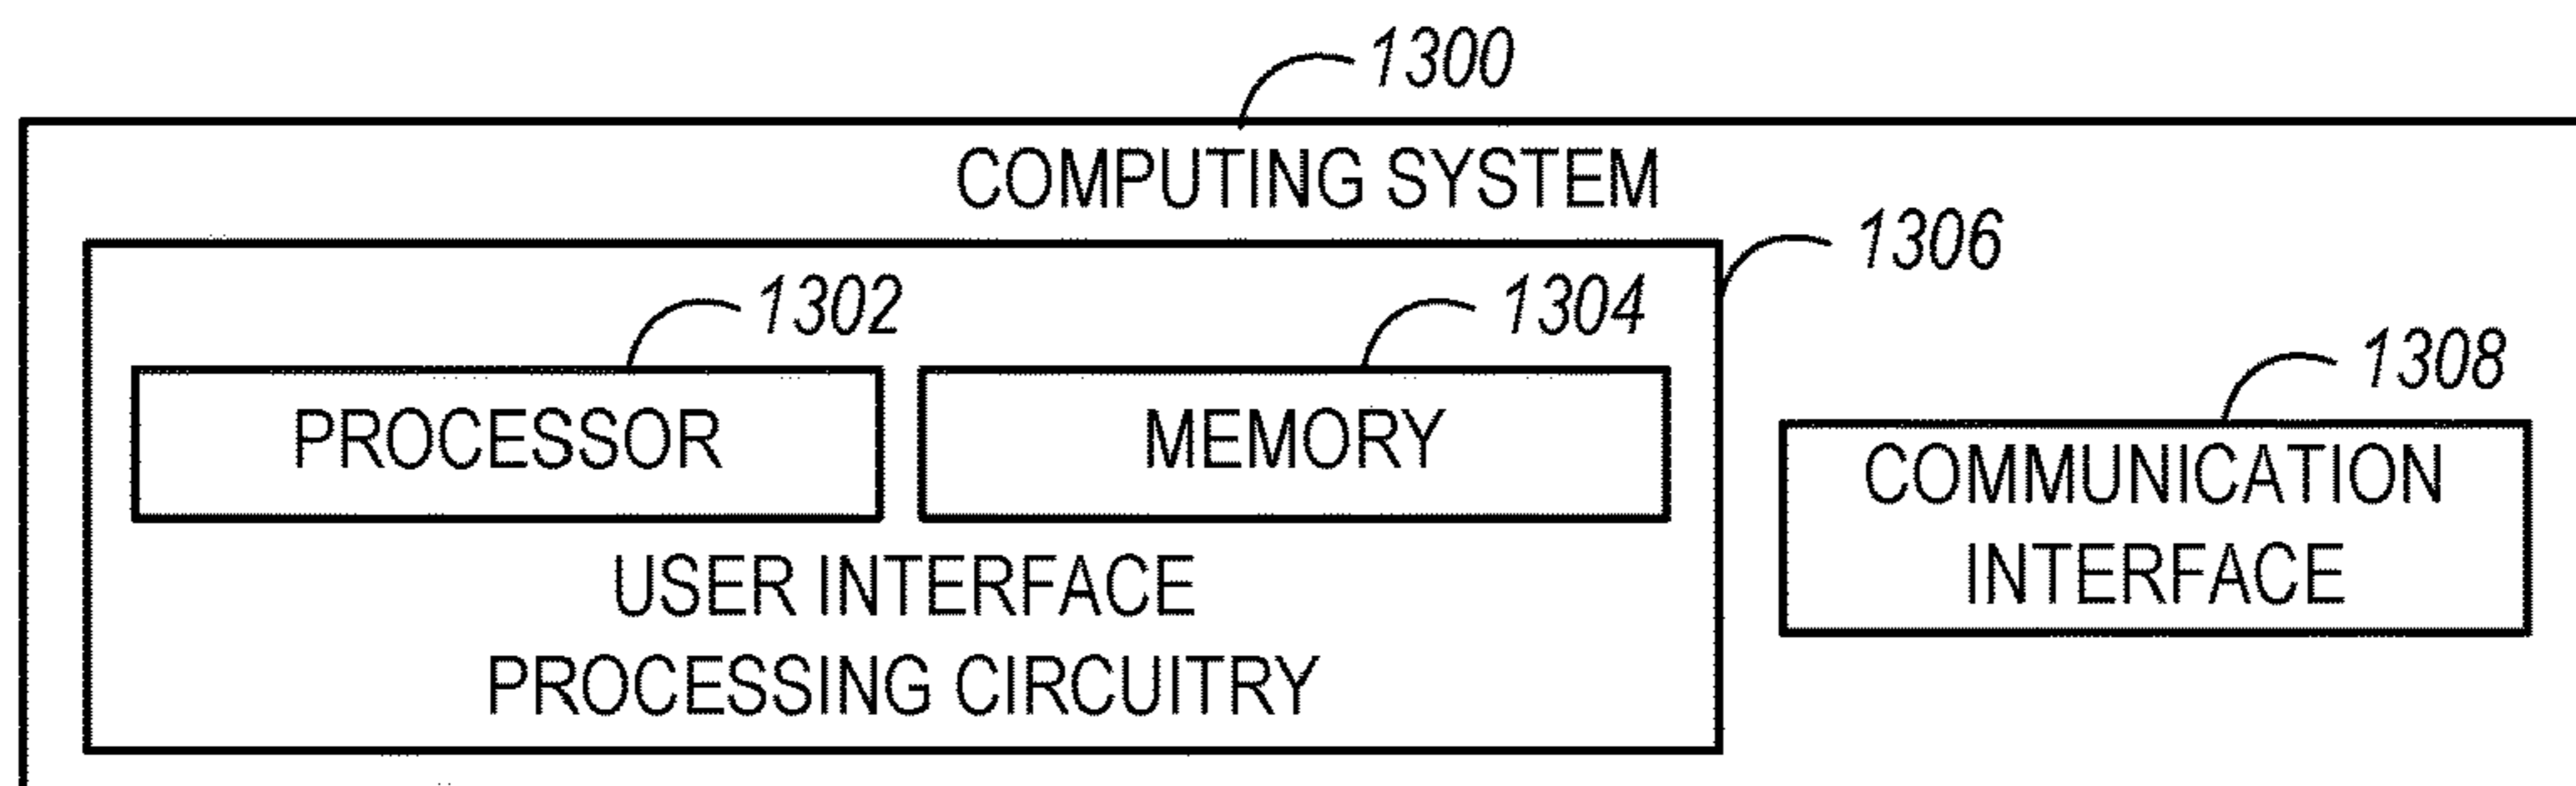 1300
COMPUTING SYSTEM
1306
1302
1304
1308
PROCESSOR
MEMORY
COMMUNICATION
INTERFACE
USER INTERFACE
PROCESSING CIRCUITRY